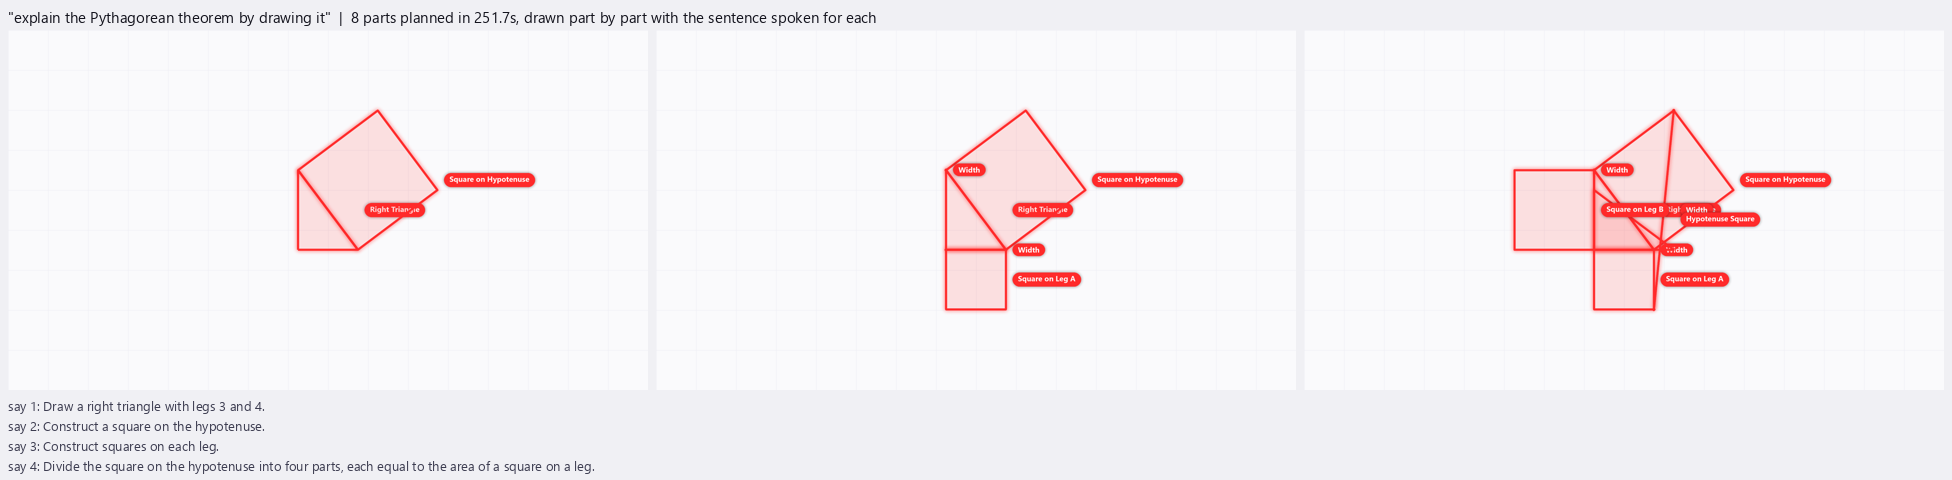 "explain the Pythagorean theorem by drawing it"  |  8 parts planned in 251.7s, drawn part by part with the sentence spoken for each
Square on Hypotenuse
Right Triangle
Width
Square on Hypotenuse
Right Triangle
Width
Square on Leg A
Width
Square on Hypotenuse
Square on Leg B
Width
Hypotenuse Square
Width
Square on Leg A
say 1: Draw a right triangle with legs 3 and 4.
say 2: Construct a square on the hypotenuse.
say 3: Construct squares on each leg.
say 4: Divide the square on the hypotenuse into four parts, each equal to the area of a square on a leg.